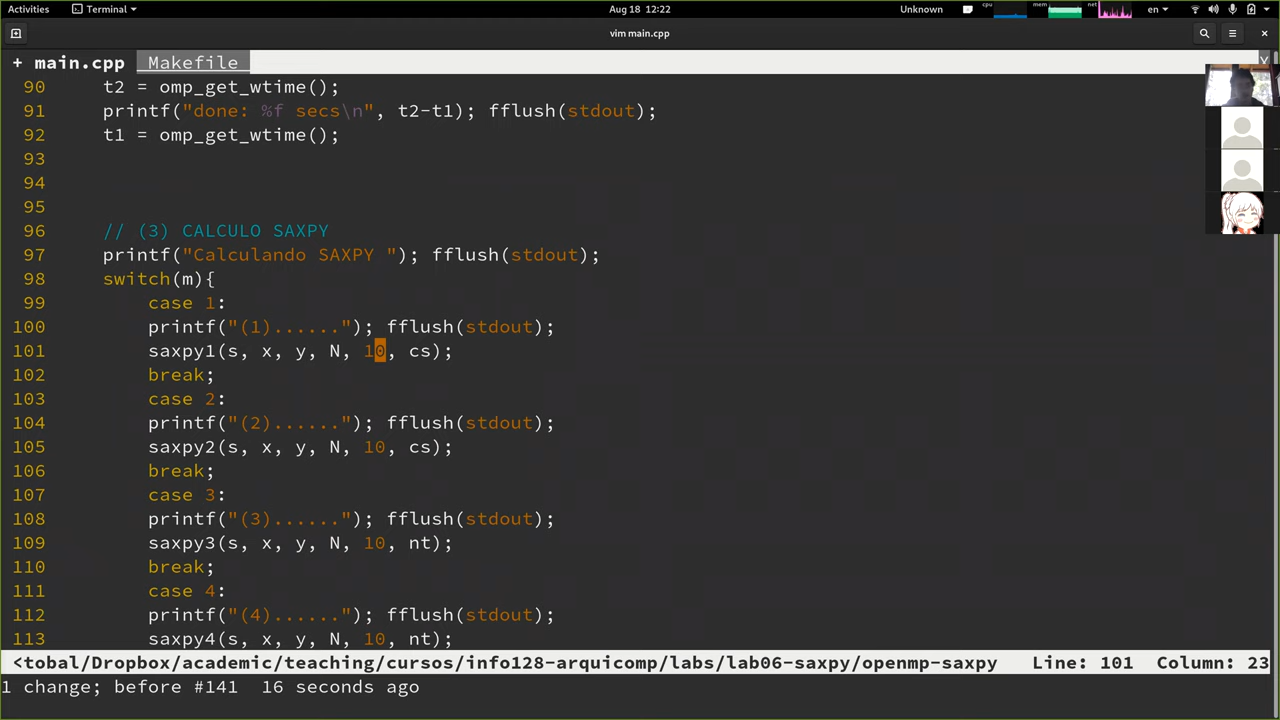 Activities Terminal Aug 18 12:22 Unknown cpu mem net en
vim main.cpp
+ main.cpp Makefile
90 t2 = omp_get_wtime();
91 printf("done: %f secs\n", t2-t1); fflush(stdout);
92 t1 = omp_get_wtime();
93
94
95
96 // (3) CALCULO SAXPY
97 printf("Calculando SAXPY "); fflush(stdout);
98 switch(m){
99 case 1:
100 printf("(1)......"); fflush(stdout);
101 saxpy1(s, x, y, N, 10, cs);
102 break;
103 case 2:
104 printf("(2)......"); fflush(stdout);
105 saxpy2(s, x, y, N, 10, cs);
106 break;
107 case 3:
108 printf("(3)......"); fflush(stdout);
109 saxpy3(s, x, y, N, 10, nt);
110 break;
111 case 4:
112 printf("(4)......"); fflush(stdout);
113 saxpy4(s, x, y, N, 10, nt);
<tobal/Dropbox/academic/teaching/cursos/info128-arquicomp/labs/lab06-saxpy/openmp-saxpy Line: 101 Column: 23
1 change; before #141 16 seconds ago